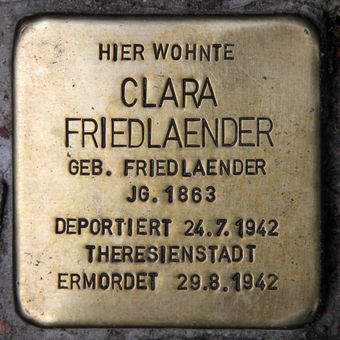 HIER WOHNTE
CLARA
FRIEDLAENDER
GEB. FRIEDLAENDER
JG. 1863
DEPORTIERT 24.7.1942
THERESIENSTADT
ERMORDET 29.8.1942